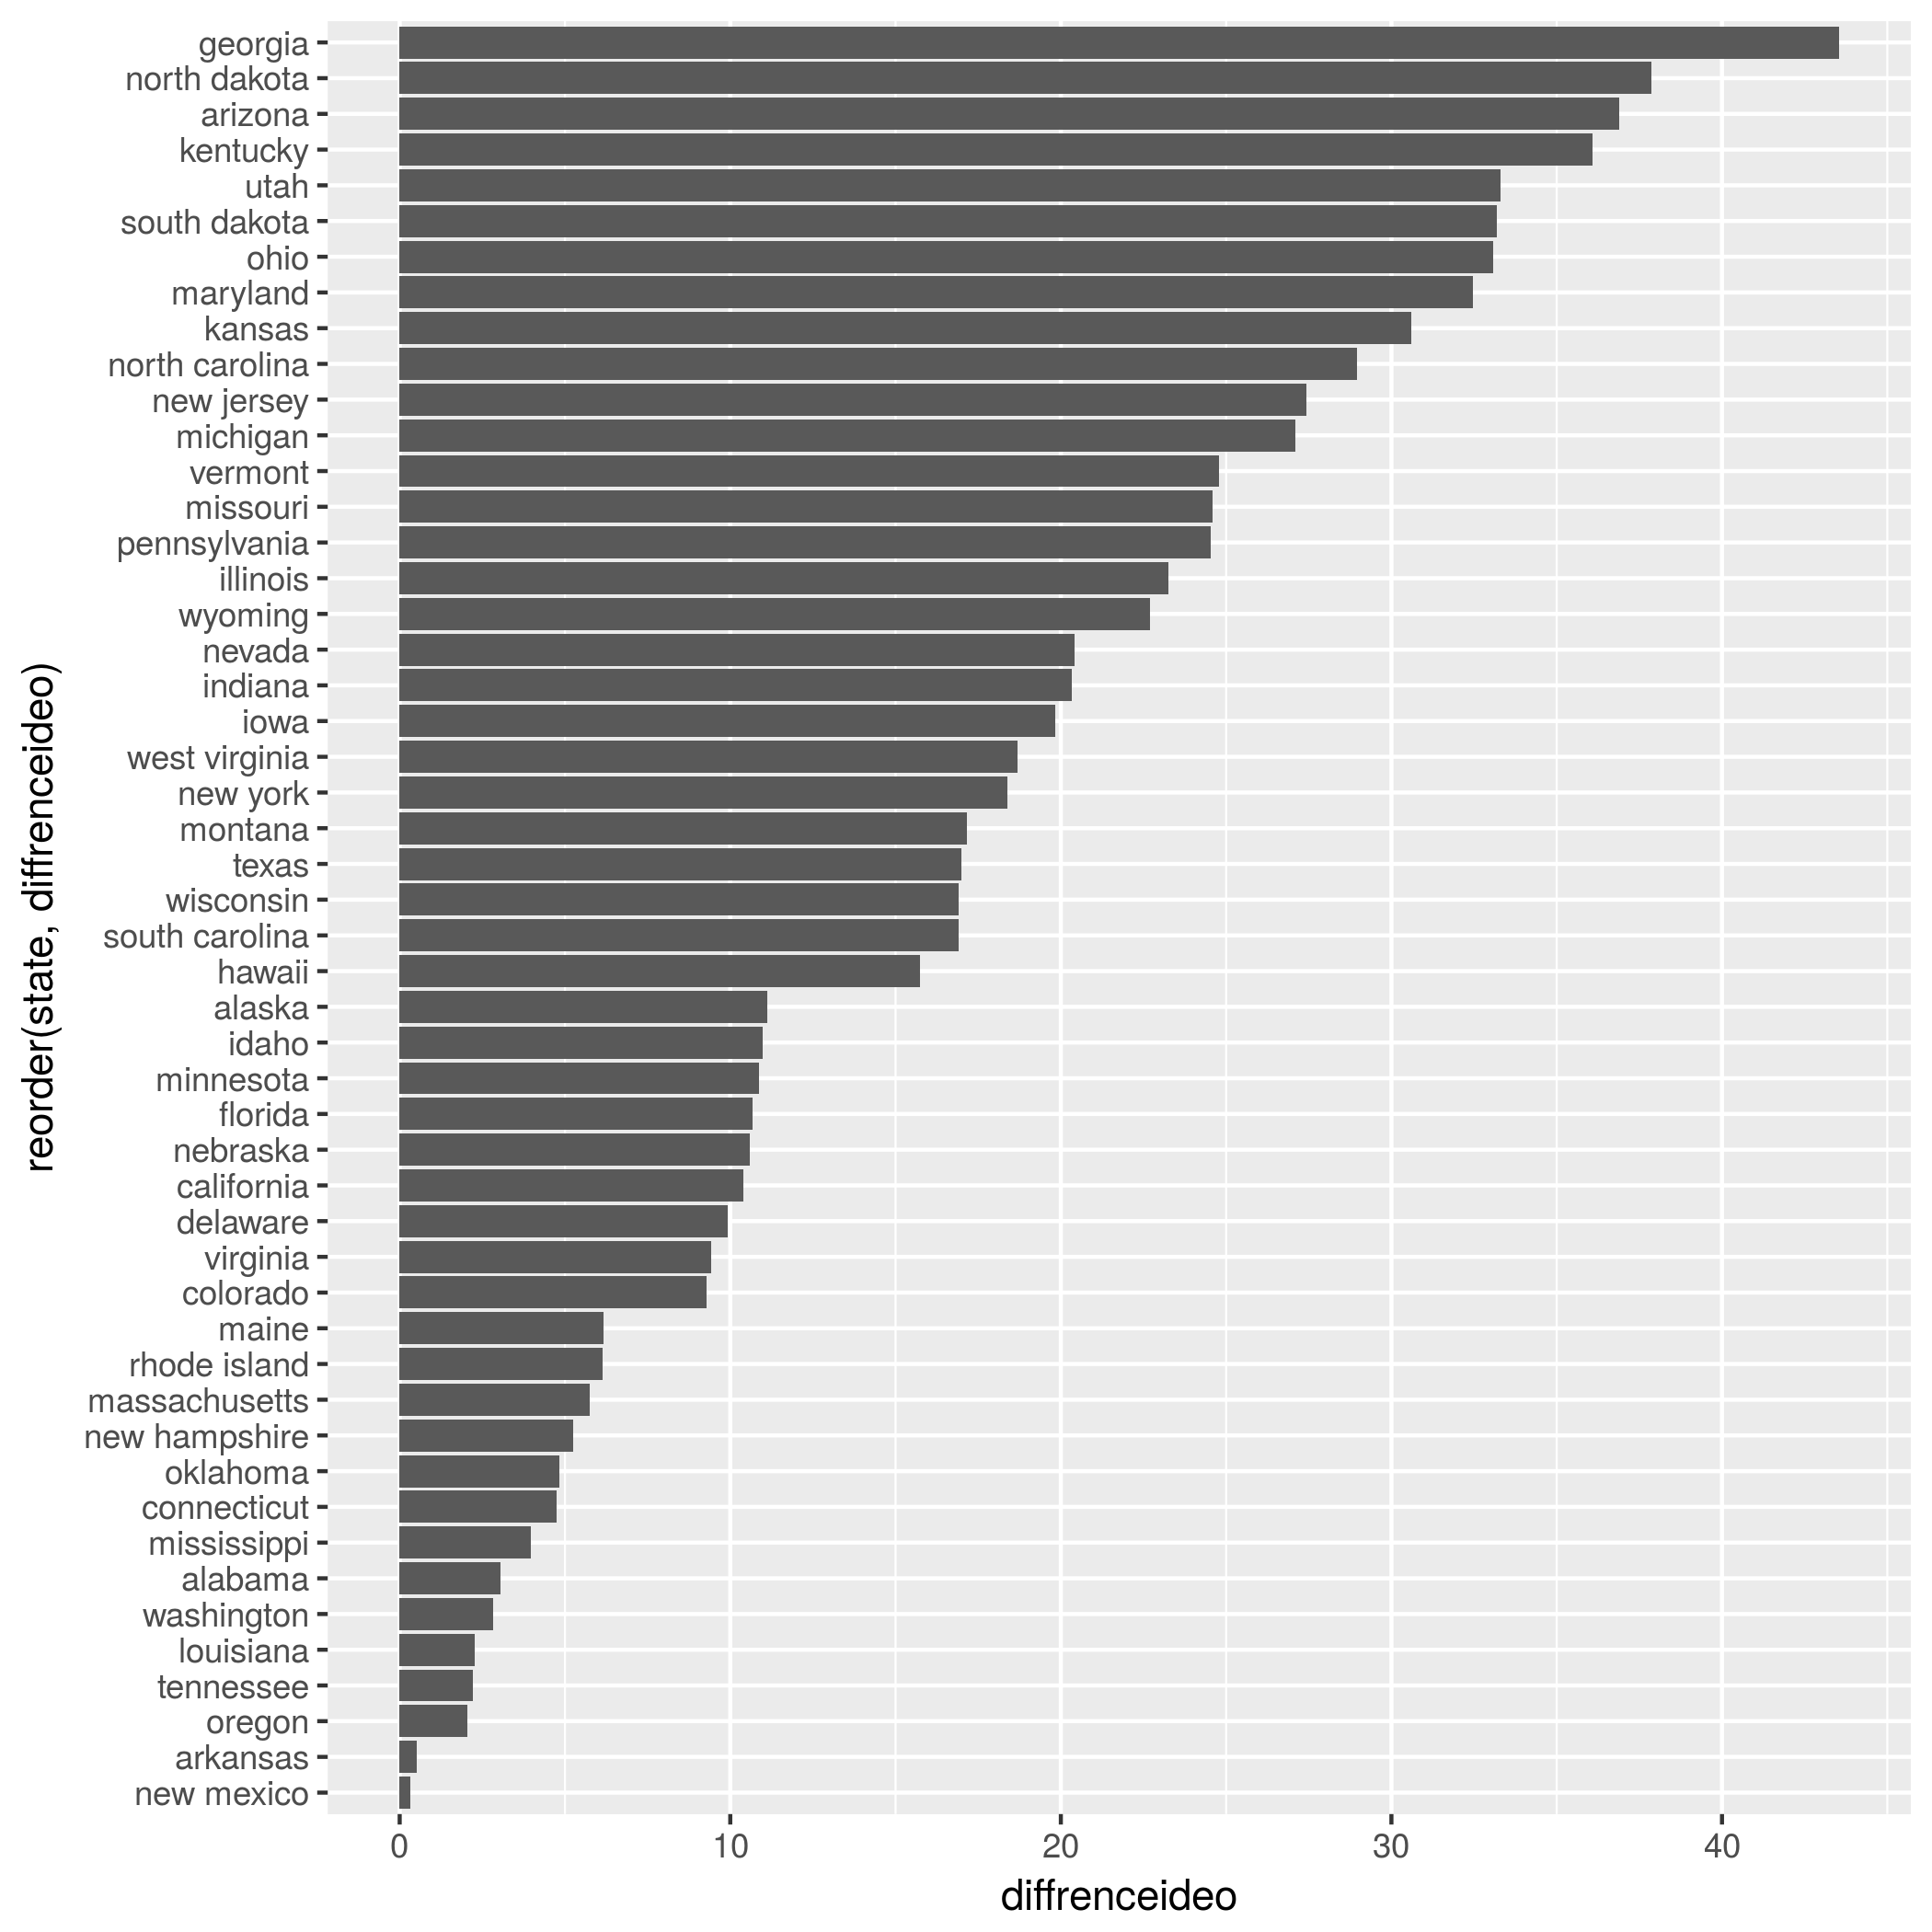 georgia
north dakota
arizona
kentucky
utah
south dakota
ohio
maryland
kansas
north carolina
new jersey
michigan
vermont
missouri
pennsylvania
illinois
wyoming
nevada
indiana
iowa
west virginia
new york
montana
texas
wisconsin
south carolina
hawaii
alaska
idaho
minnesota
florida
nebraska
california
delaware
virginia
colorado
maine
rhode island
massachusetts
new hampshire
oklahoma
connecticut
mississippi
alabama
washington
louisiana
tennessee
oregon
arkansas
new mexico
reorder(state, diffrenceideo)
0 10 20 30 40
diffrenceideo